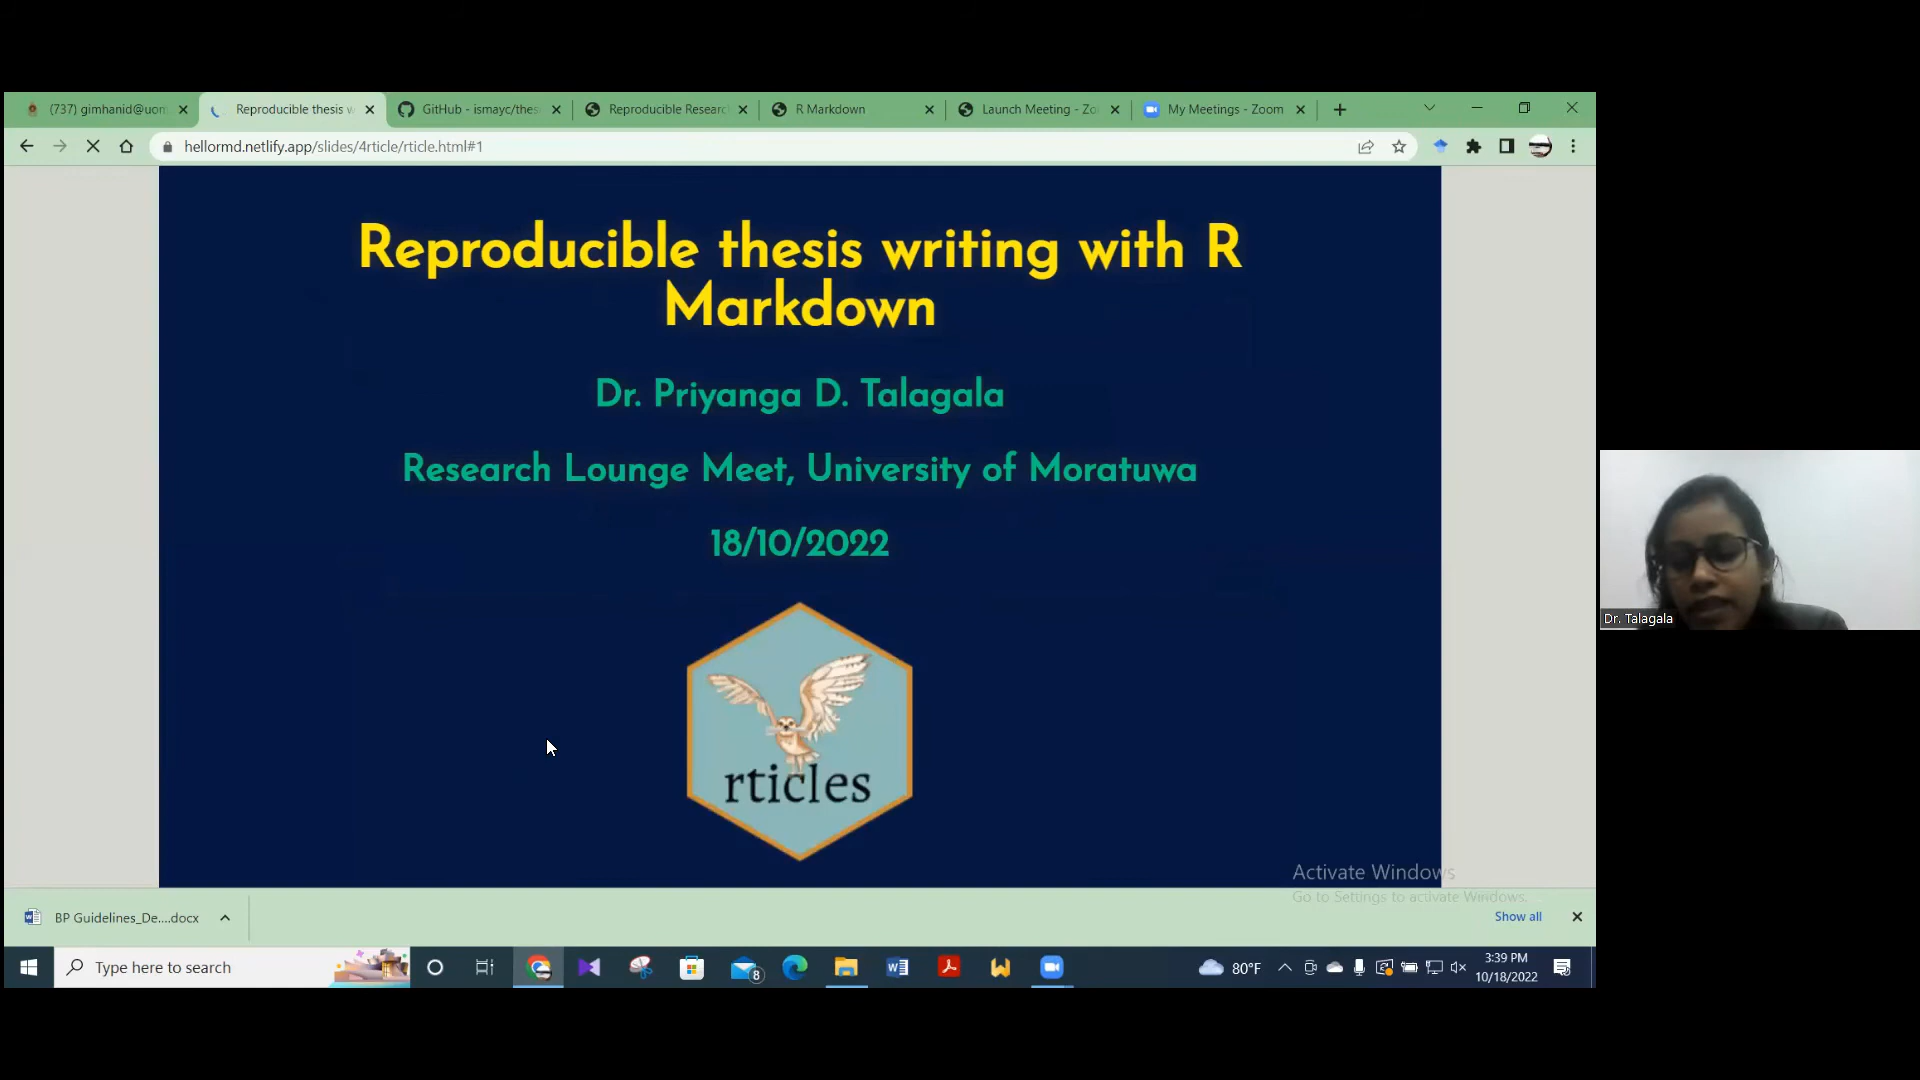 (737) gimhanid@uom
Reproducible thesis w
GitHub - ismayc/thes
Reproducible Researc
R Markdown
Launch Meeting - Zo
My Meetings - Zoom
hellormd.netlify.app/slides/4rticle/rticle.html#1
Reproducible thesis writing with R
Markdown
Dr. Priyanga D. Talagala
Research Lounge Meet, University of Moratuwa
18/10/2022
rticles
Dr. Talagala
Activate Windows
Go to Settings to activate Windows.
BP Guidelines_De....docx
Show all
Type here to search
8
80°F
3:39 PM
10/18/2022